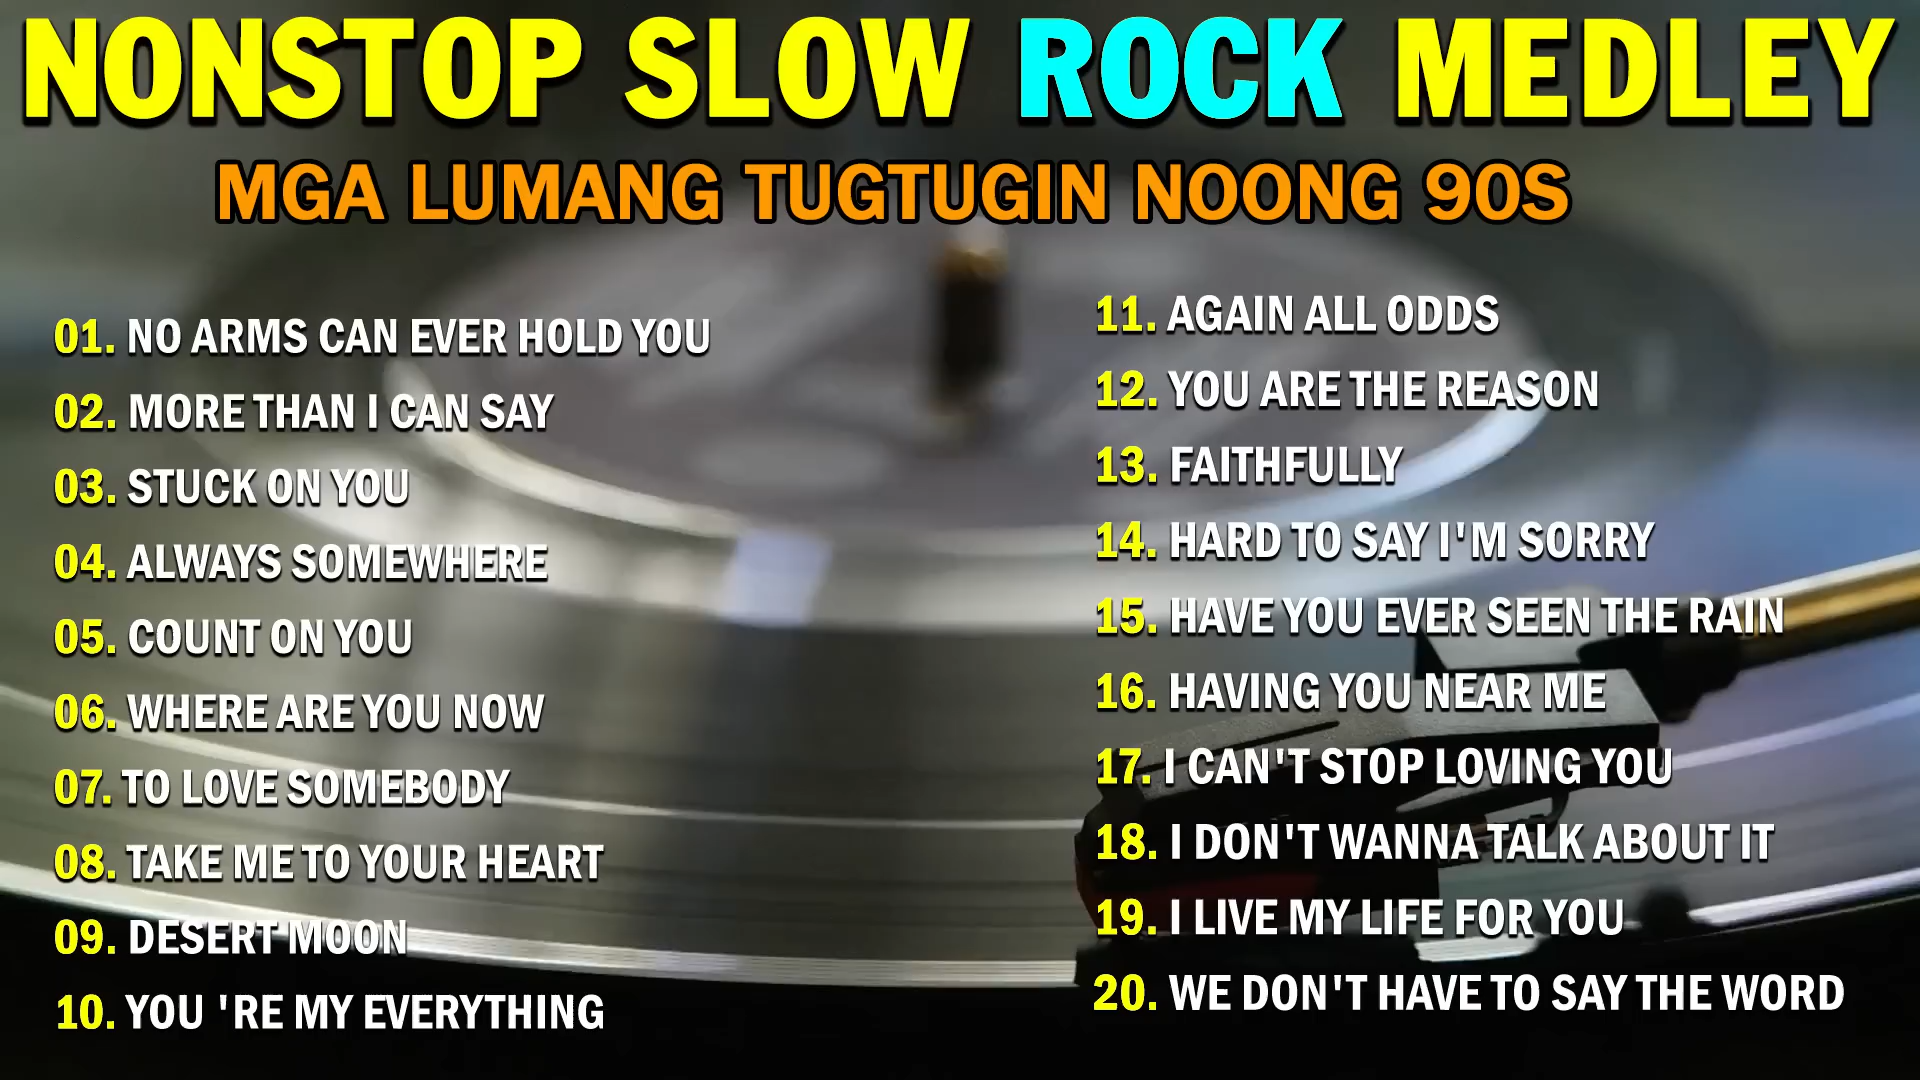 NONSTOP SLOW ROCK MEDLEY
MGA LUMANG TUGTUGIN NOONG 90S
01. NO ARMS CAN EVER HOLD YOU
02. MORE THAN I CAN SAY
03. STUCK ON YOU
04. ALWAYS SOMEWHERE
05. COUNT ON YOU
06. WHERE ARE YOU NOW
07. TO LOVE SOMEBODY
08. TAKE ME TO YOUR HEART
09. DESERT MOON
10. YOU 'RE MY EVERYTHING
11. AGAIN ALL ODDS
12. YOU ARE THE REASON
13. FAITHFULLY
14. HARD TO SAY I'M SORRY
15. HAVE YOU EVER SEEN THE RAIN
16. HAVING YOU NEAR ME
17. I CAN'T STOP LOVING YOU
18. I DON'T WANNA TALK ABOUT IT
19. I LIVE MY LIFE FOR YOU
20. WE DON'T HAVE TO SAY THE WORD